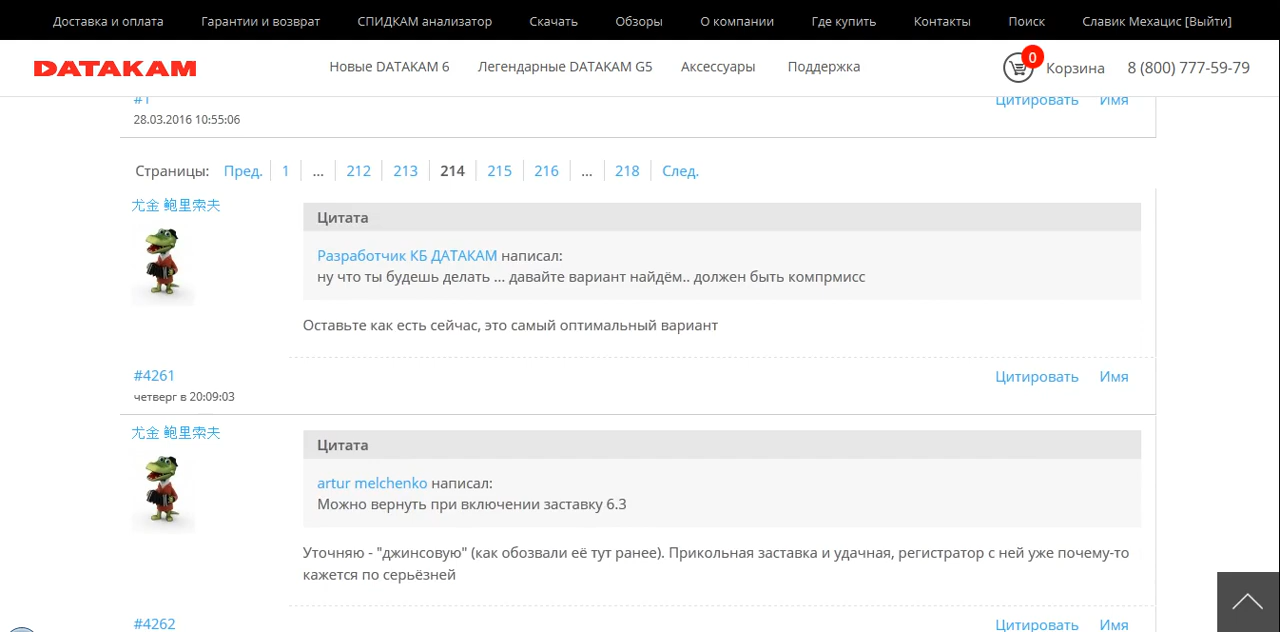 Доставка и оплата Гарантии и возврат СПИДКАМ анализатор Скачать Обзоры О компании Где купить Контакты Поиск Славик Мехацис [Выйти]
DATAKAM Новые DATAKAM 6 Легендарные DATAKAM G5 Аксессуары Поддержка 0 Корзина 8 (800) 777-59-79
#1 Цитировать Имя
28.03.2016 10:55:06
Страницы: Пред. 1 ... 212 213 214 215 216 ... 218 След.
尤金 鲍里索夫
Цитата
Разработчик КБ ДАТАКАМ написал:
ну что ты будешь делать ... давайте вариант найдём.. должен быть компрмисс
Оставьте как есть сейчас, это самый оптимальный вариант
#4261 Цитировать Имя
четверг в 20:09:03
尤金 鲍里索夫
Цитата
artur melchenko написал:
Можно вернуть при включении заставку 6.3
Уточняю - "джинсовую" (как обозвали её тут ранее). Прикольная заставка и удачная, регистратор с ней уже почему-то
кажется по серьёзней
#4262 Цитировать Имя